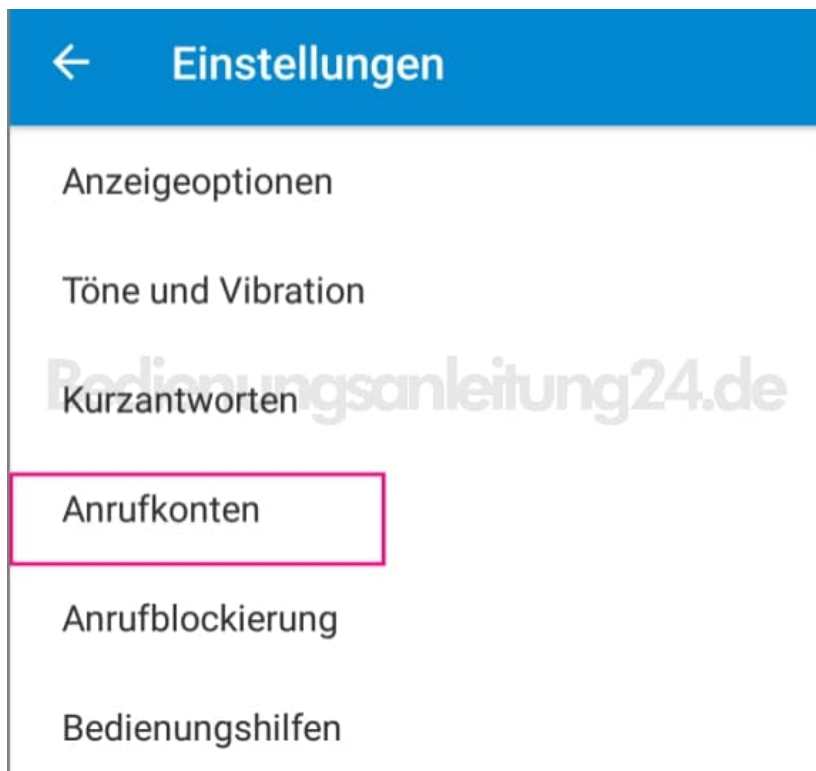 Einstellungen
Anzeigeoptionen
Töne und Vibration
Bedienungsanleitung24.de
Kurzantworten
Anrufkonten
Anrufblockierung
Bedienungshilfen